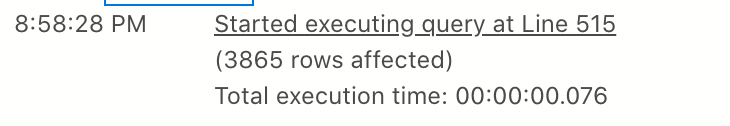 8:58:28 PM Started executing query at Line 515
(3865 rows affected)
Total execution time: 00:00:00.076